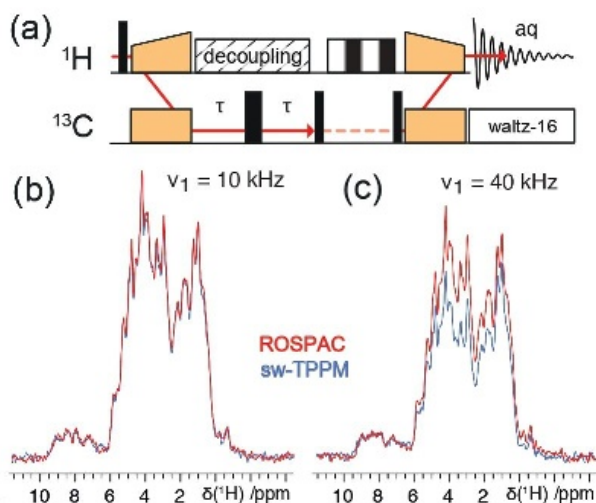 (a)
¹H
decoupling
aq
τ
τ
¹³C
waltz-16
(b)
ν₁ = 10 kHz
(c)
ν₁ = 40 kHz
ROSPAC
sw-TPPM
10 8 6 4 2 δ(¹H) /ppm
10 8 6 4 2 δ(¹H) /ppm